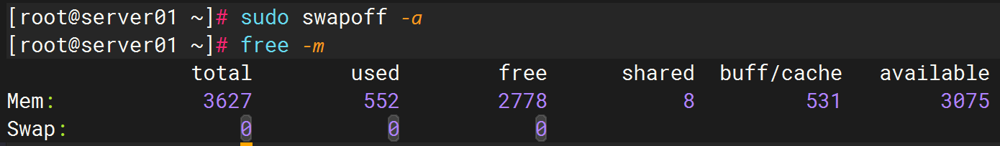 [root@server01 ~]# sudo swapoff -a
[root@server01 ~]# free -m
total used free shared buff/cache available
Mem: 3627 552 2778 8 531 3075
Swap: 0 0 0